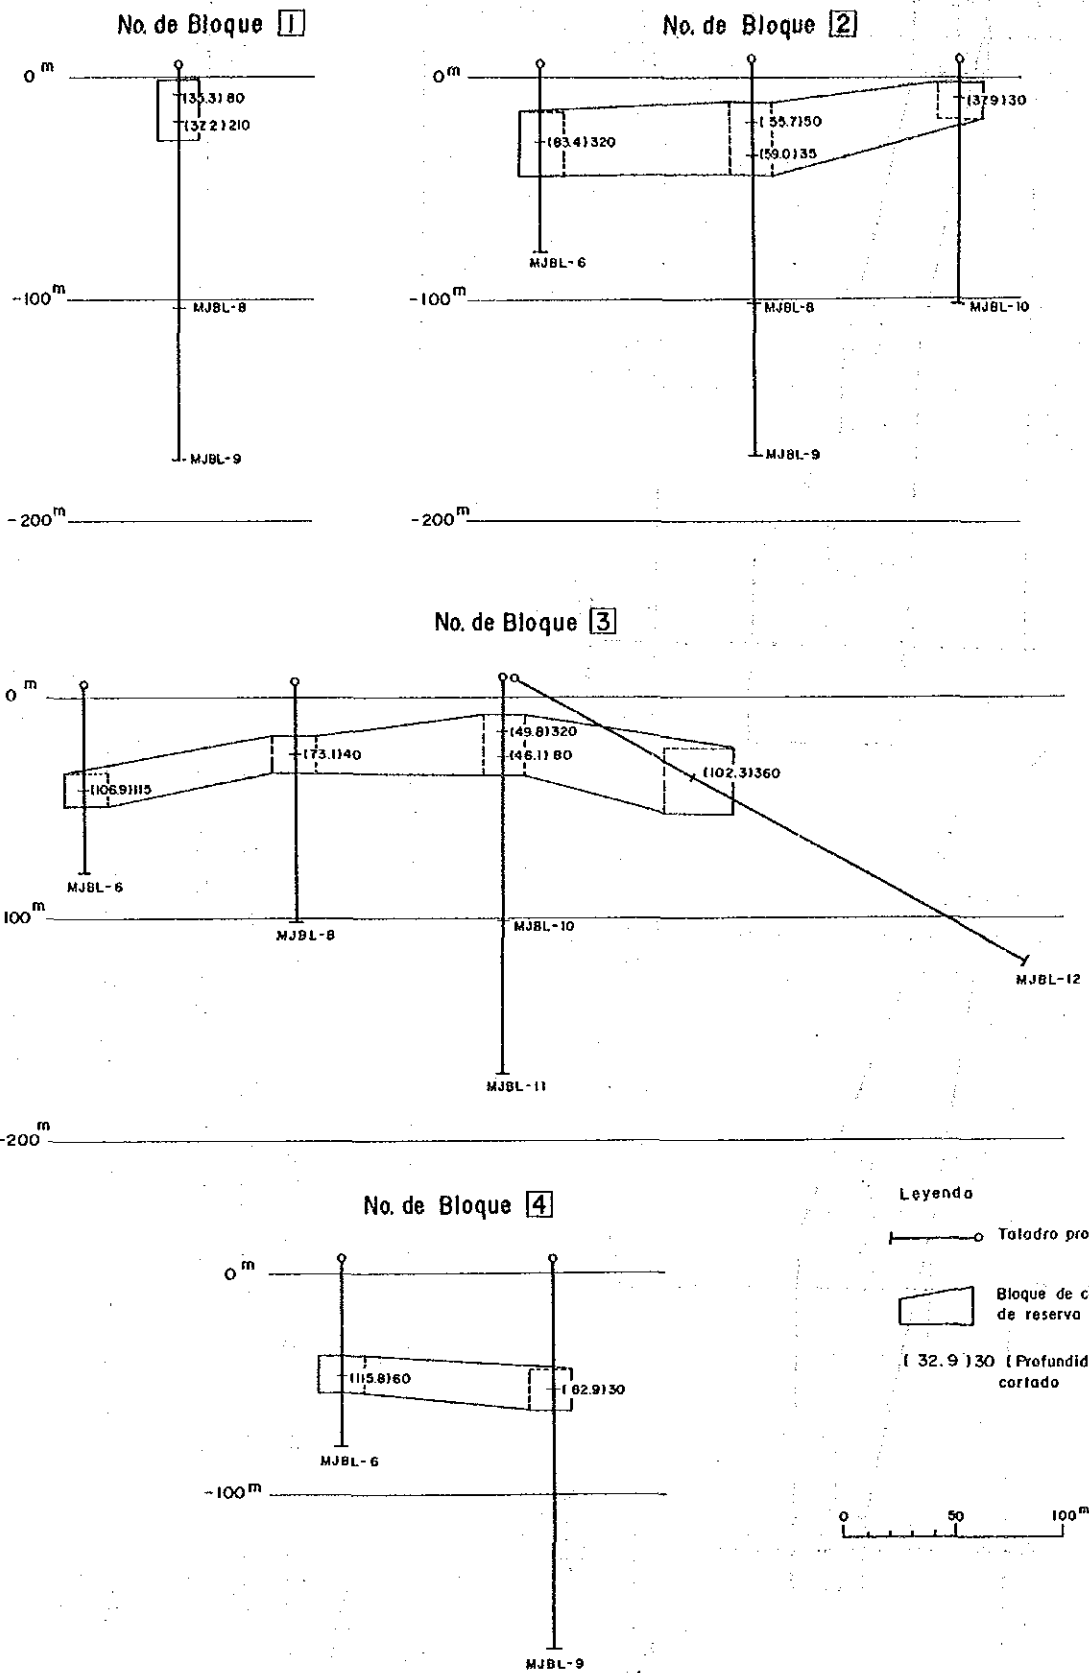 No. de Bloque 1
0 m
(35.3)80
(37.2)210
MJBL-8
MJBL-9
No. de Bloque 2
0 m
(83.4)320
(55.7)50
(59.0)35
(37.9)30
-100 m
MJBL-6
MJBL-8
MJBL-10
MJBL-9
-200 m
-100 m
-200 m
No. de Bloque 3
0 m
(106.9)115
(73.1)40
(49.8)320
(46.1)80
(102.3)360
MJBL-6
100 m
MJBL-8
MJBL-10
MJBL-12
MJBL-11
-200 m
No. de Bloque 4
0 m
(115.8)60
(62.9)30
MJBL-6
-100 m
MJBL-9
Leyenda
Taladro pro
Bloque de c
de reserva
(32.9)30 (Profundid
cortado
0 50 100 m